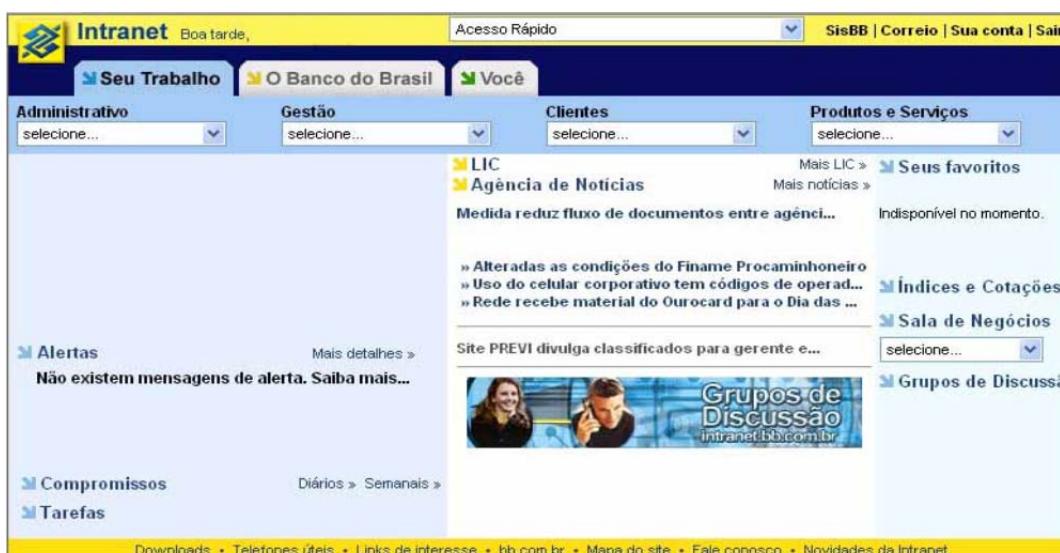 Intranet Boa tarde,
Acesso Rápido
SisBB | Correio | Sua conta | Sair
Seu Trabalho
O Banco do Brasil
Você
Administrativo
Gestão
Clientes
Produtos e Serviços
selecione...
selecione...
selecione...
selecione...
LIC
Mais LIC »
Agência de Notícias
Mais notícias »
Medida reduz fluxo de documentos entre agênci...
» Alteradas as condições do Finame Procaminhoneiro
» Uso do celular corporativo tem códigos de operad...
» Rede recebe material do Ourocard para o Dia das ...
Site PREVI divulga classificados para gerente e...
Grupos de
Discussão
intranet.bb.com.br
Seus favoritos
Indisponível no momento.
Índices e Cotações
Sala de Negócios
selecione...
Grupos de Discussã
Alertas
Mais detalhes »
Não existem mensagens de alerta. Saiba mais...
Compromissos
Diários » Semanais »
Tarefas
Downloads • Telefones úteis • Links de interesse • bb.com.br • Mapa do site • Fale conosco • Novidades da Intranet